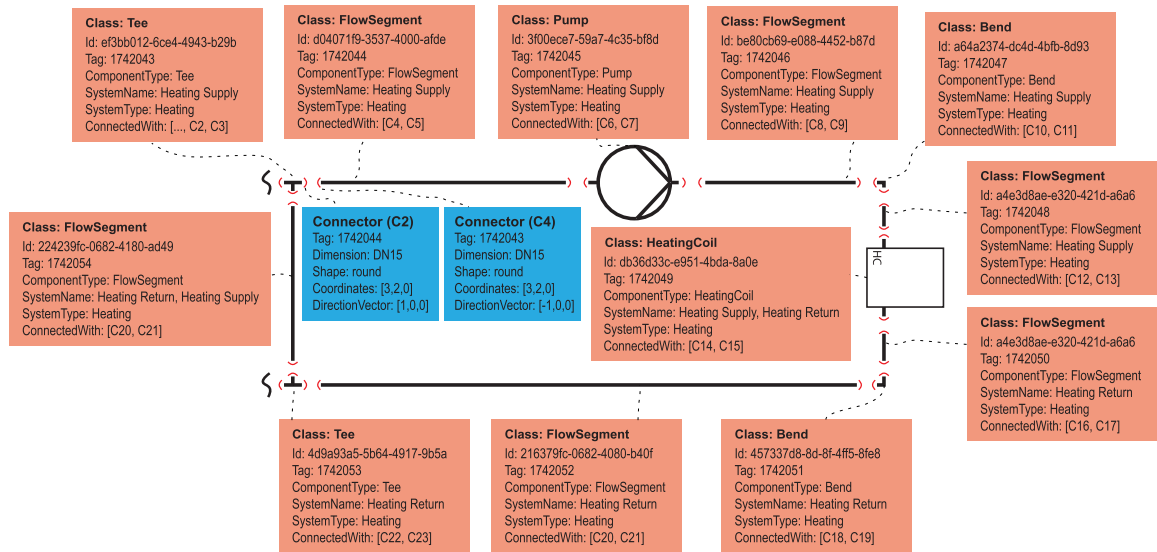 Class: Tee
Id: ef3bb012-6ce4-4943-b29b
Tag: 1742043
ComponentType: Tee
SystemName: Heating Supply
SystemType: Heating
ConnectedWith: [..., C2, C3]
Class: FlowSegment
Id: d04071f9-3537-4000-afde
Tag: 1742044
ComponentType: FlowSegment
SystemName: Heating Supply
SystemType: Heating
ConnectedWith: [C4, C5]
Class: Pump
Id: 3f00ece7-59a7-4c35-bf8d
Tag: 1742045
ComponentType: Pump
SystemName: Heating Supply
SystemType: Heating
ConnectedWith: [C6, C7]
Class: FlowSegment
Id: be80cb69-e088-4452-b87d
Tag: 1742046
ComponentType: FlowSegment
SystemName: Heating Supply
SystemType: Heating
ConnectedWith: [C8, C9]
Class: Bend
Id: a64a2374-dc4d-4bfb-8d93
Tag: 1742047
ComponentType: Bend
SystemName: Heating Supply
SystemType: Heating
ConnectedWith: [C10, C11]
Class: FlowSegment
Id: a4e3d8ae-e320-421d-a6a6
Tag: 1742048
ComponentType: FlowSegment
SystemName: Heating Supply
SystemType: Heating
ConnectedWith: [C12, C13]
Class: FlowSegment
Id: 224239fc-0682-4180-ad49
Tag: 1742054
ComponentType: FlowSegment
SystemName: Heating Return, Heating Supply
SystemType: Heating
ConnectedWith: [C20, C21]
Connector (C2)
Tag: 1742044
Dimension: DN15
Shape: round
Coordinates: [3,2,0]
DirectionVector: [1,0,0]
Connector (C4)
Tag: 1742043
Dimension: DN15
Shape: round
Coordinates: [3,2,0]
DirectionVector: [-1,0,0]
Class: HeatingCoil
Id: db36d33c-e951-4bda-8a0e
Tag: 1742049
ComponentType: HeatingCoil
SystemName: Heating Supply, Heating Return
SystemType: Heating
ConnectedWith: [C14, C15]
HC
Class: FlowSegment
Id: a4e3d8ae-e320-421d-a6a6
Tag: 1742050
ComponentType: FlowSegment
SystemName: Heating Return
SystemType: Heating
ConnectedWith: [C16, C17]
Class: Tee
Id: 4d9a93a5-5b64-4917-9b5a
Tag: 1742053
ComponentType: Tee
SystemName: Heating Return
SystemType: Heating
ConnectedWith: [C22, C23]
Class: FlowSegment
Id: 216379fc-0682-4080-b40f
Tag: 1742052
ComponentType: FlowSegment
SystemName: Heating Return
SystemType: Heating
ConnectedWith: [C20, C21]
Class: Bend
Id: 457337d8-8d-8f-4ff5-8fe8
Tag: 1742051
ComponentType: Bend
SystemName: Heating Return
SystemType: Heating
ConnectedWith: [C18, C19]